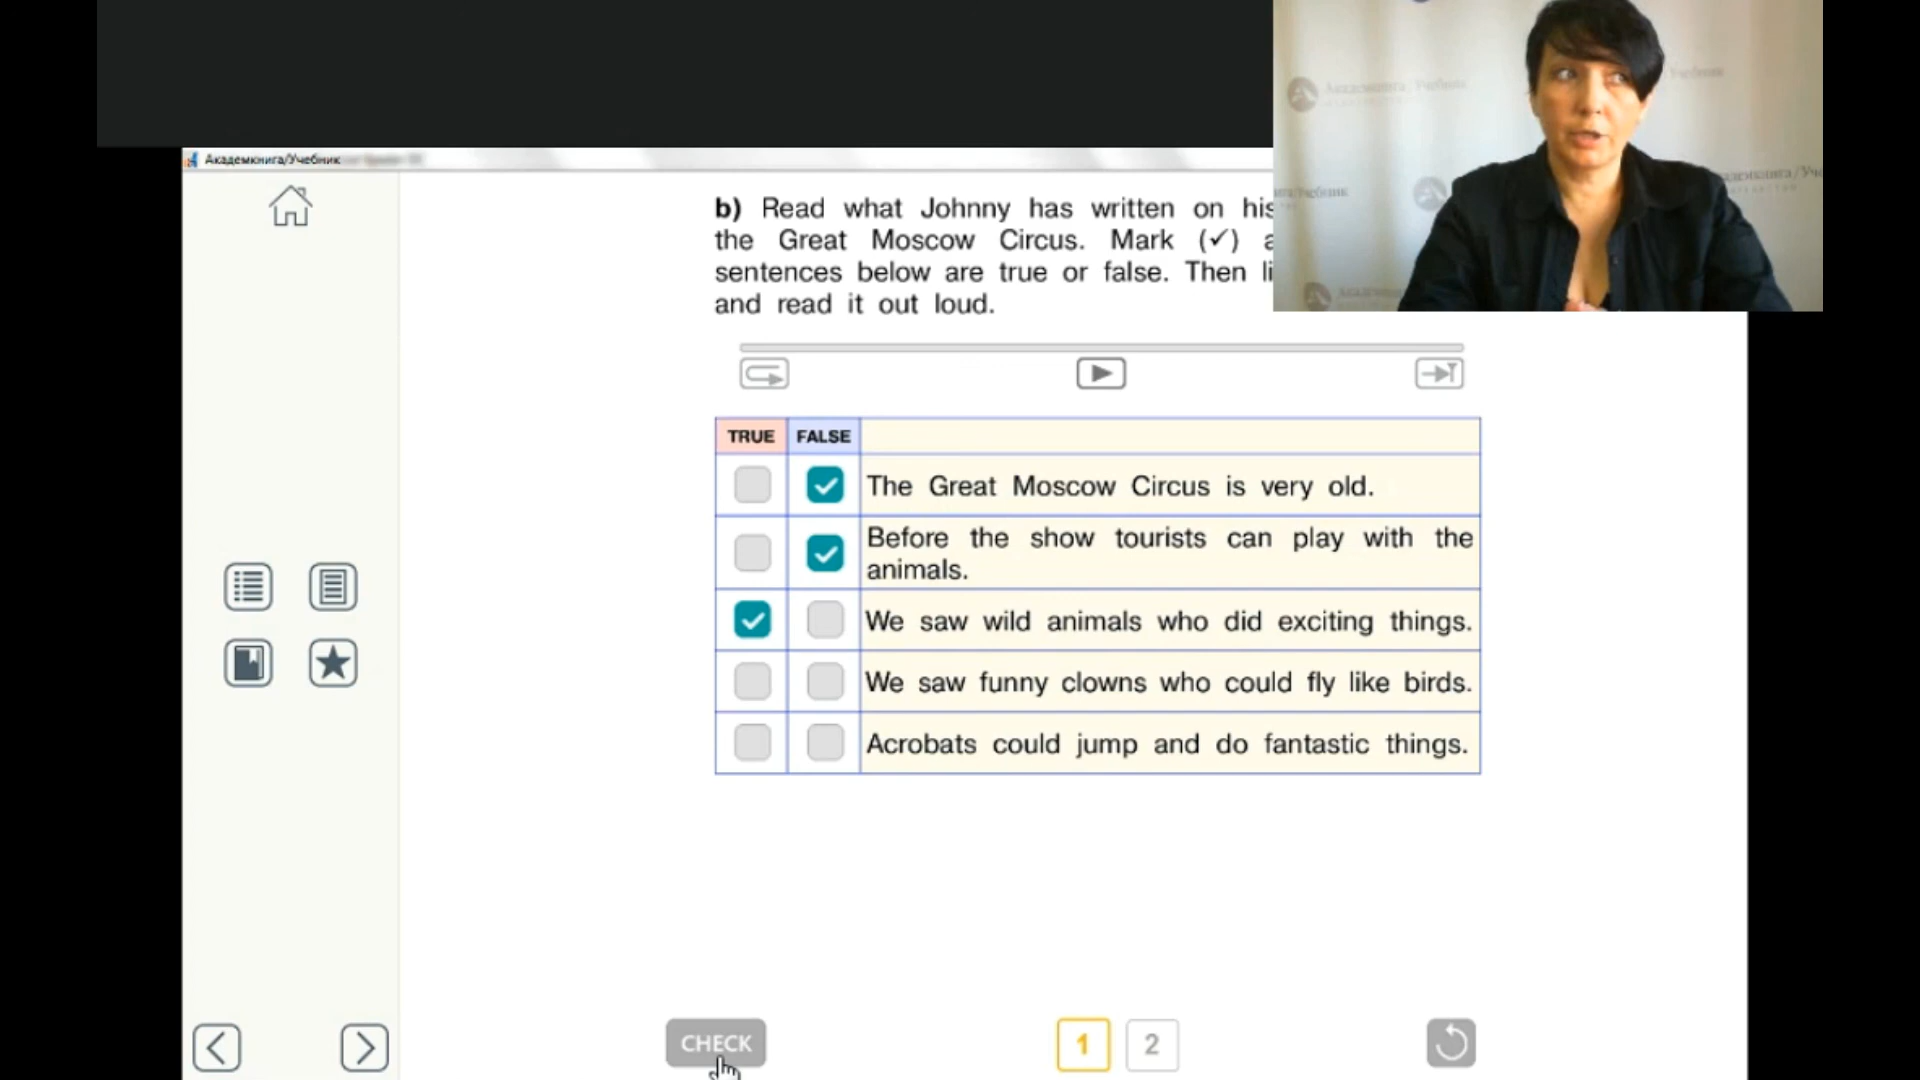 Академкнига/Учебник
Академкнига/Учебник
b) Read what Johnny has written on his
the Great Moscow Circus. Mark (✓) a
sentences below are true or false. Then li
and read it out loud.
TRUE FALSE
The Great Moscow Circus is very old.
Before the show tourists can play with the
animals.
We saw wild animals who did exciting things.
We saw funny clowns who could fly like birds.
Acrobats could jump and do fantastic things.
CHECK
1 2